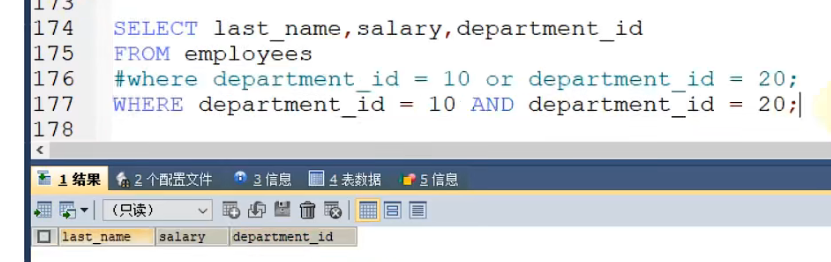 173
174 SELECT last_name,salary,department_id
175 FROM employees
176 #where department_id = 10 or department_id = 20;
177 WHERE department_id = 10 AND department_id = 20;
178
1 结果 2 个配置文件 3 信息 4 表数据 5 信息
(只读)
last_name salary department_id